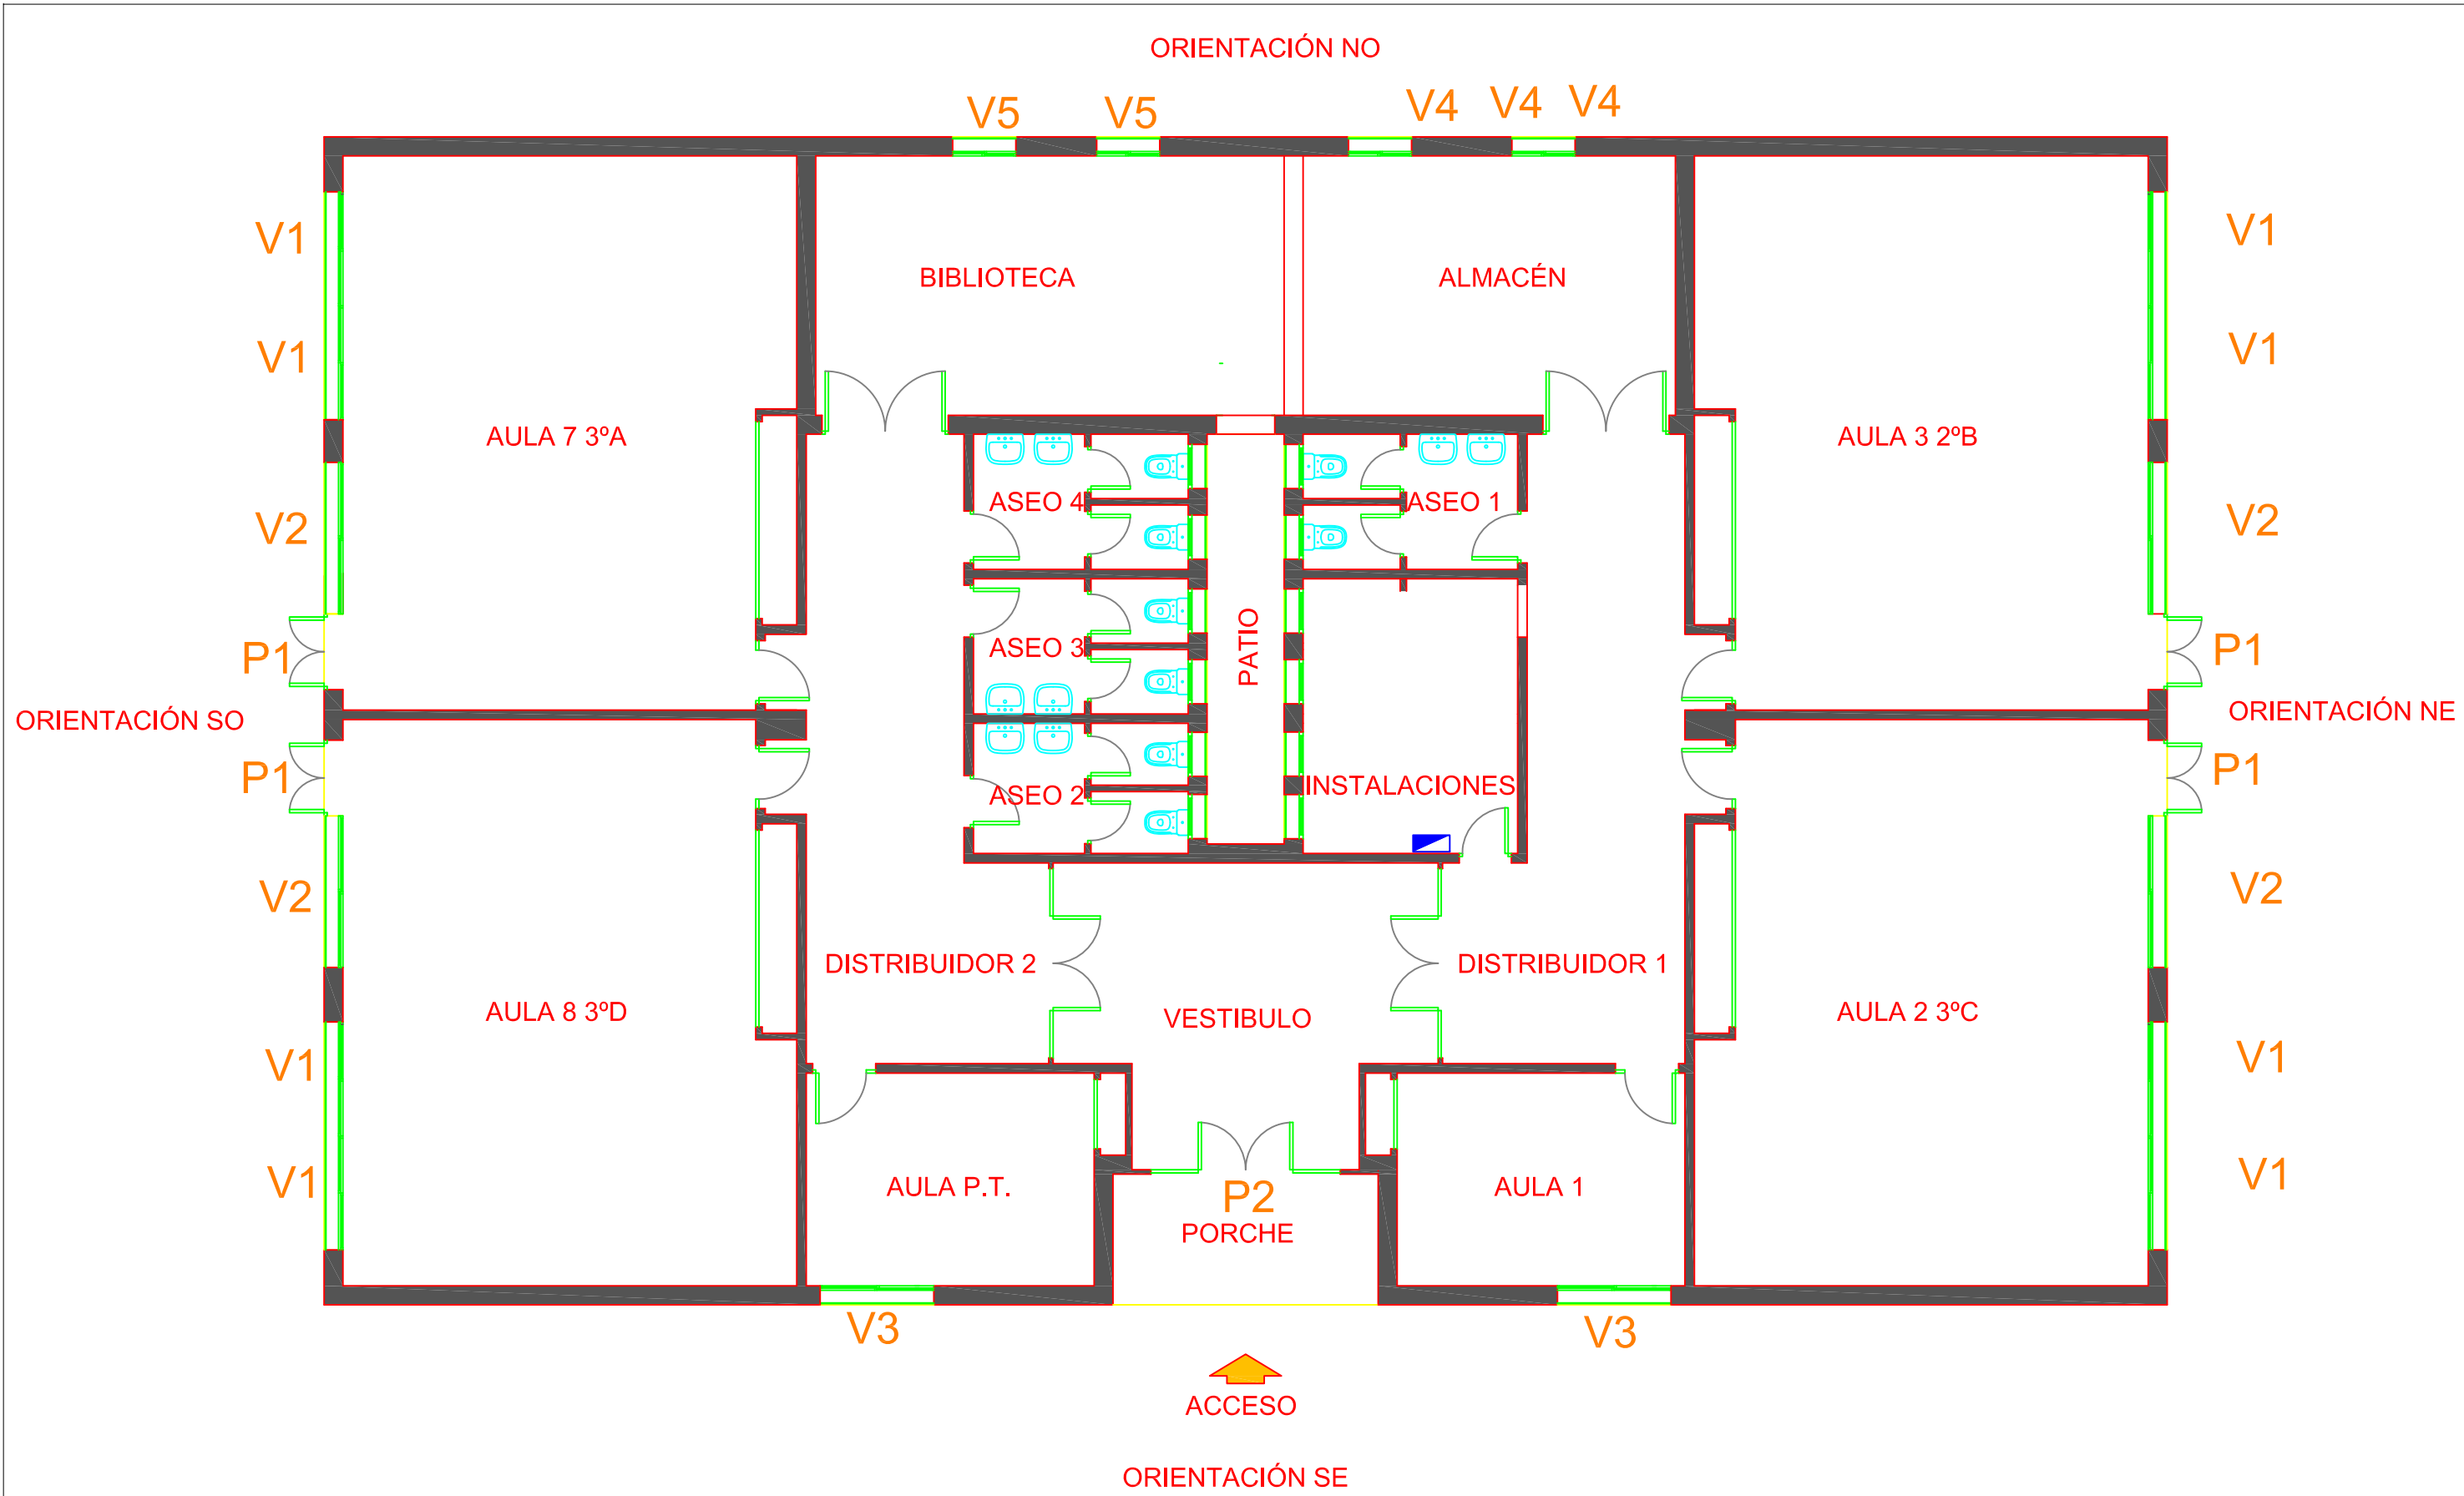 ORIENTACIÓN NO
V5 V5 V4 V4 V4
V1 V1
BIBLIOTECA ALMACÉN
V1 V1
AULA 7 3ºA AULA 3 2ºB
ASEO 4 ASEO 1
V2 V2
ASEO 3 PATIO
P1 P1
ORIENTACIÓN SO ORIENTACIÓN NE
P1 P1
ASEO 2 INSTALACIONES
V2 V2
DISTRIBUIDOR 2 DISTRIBUIDOR 1
AULA 8 3ºD VESTIBULO AULA 2 3ºC
V1 V1
V1 V1
AULA P.T. P2 AULA 1
PORCHE
V3 V3
ACCESO
ORIENTACIÓN SE